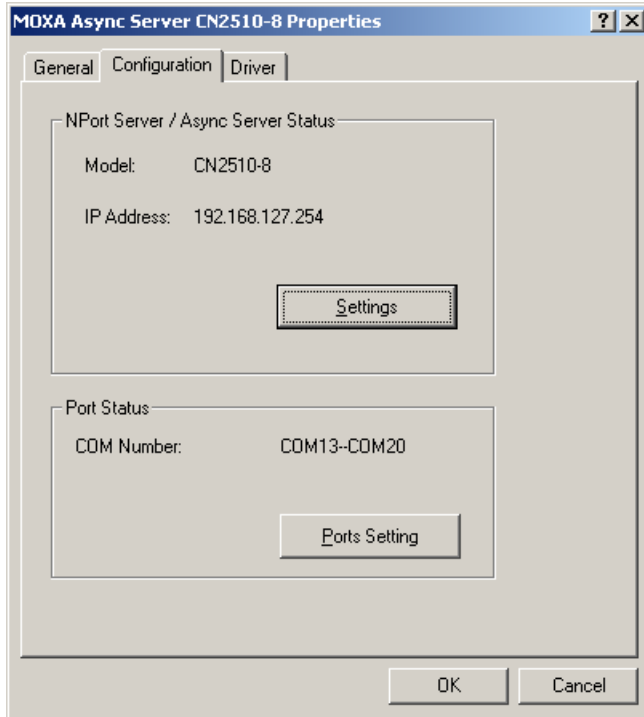 MOXA Async Server CN2510-8 Properties
General Configuration Driver
NPort Server / Async Server Status
Model: CN2510-8
IP Address: 192.168.127.254
Settings
Port Status
COM Number: COM13--COM20
Ports Setting
OK Cancel